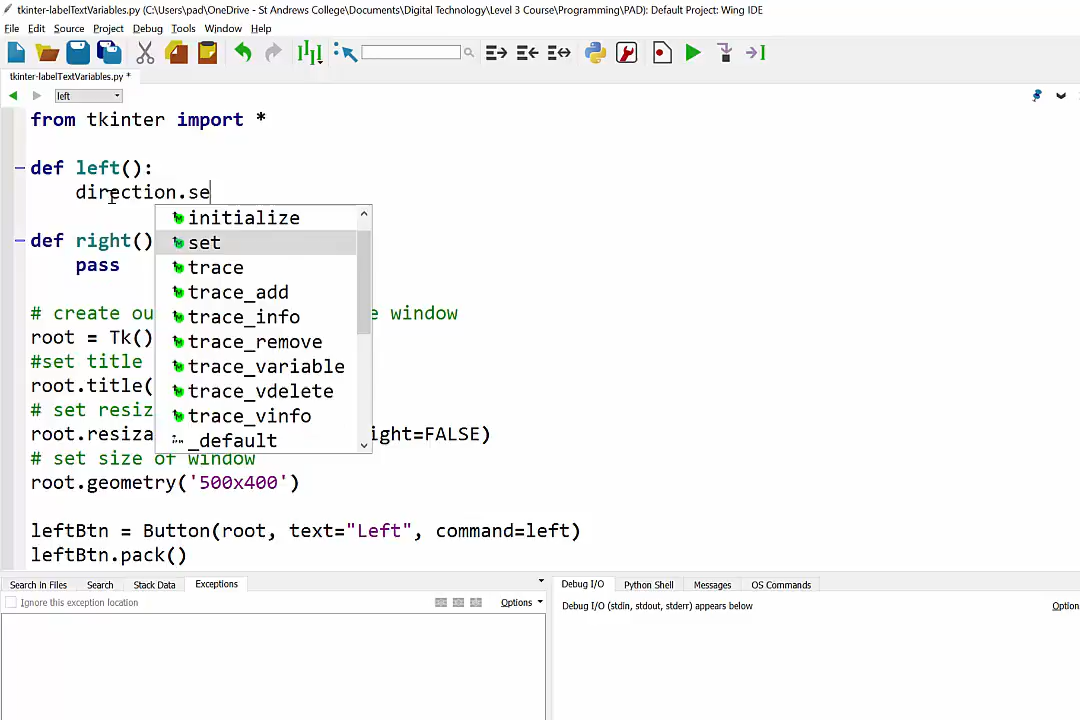 tkinter-labelTextVariables.py (C:\Users\pad\OneDrive - St Andrews College\Documents\Digital Technology\Level 3 Course\Programming\PAD): Default Project: Wing IDE
File Edit Source Project Debug Tools Window Help
tkinter-labelTextVariables.py *
left
from tkinter import *
def left():
direction.se
initialize
set
trace
trace_add
trace_info
trace_remove
trace_variable
trace_vdelete
trace_vinfo
_default
def right()
pass
# create ou e window
root = Tk()
#set title
root.title(
# set resiz
root.resiza ight=FALSE)
# set size of window
root.geometry('500x400')
leftBtn = Button(root, text="Left", command=left)
leftBtn.pack()
Search in Files Search Stack Data Exceptions
Ignore this exception location Options
Debug I/O Python Shell Messages OS Commands
Debug I/O (stdin, stdout, stderr) appears below Option